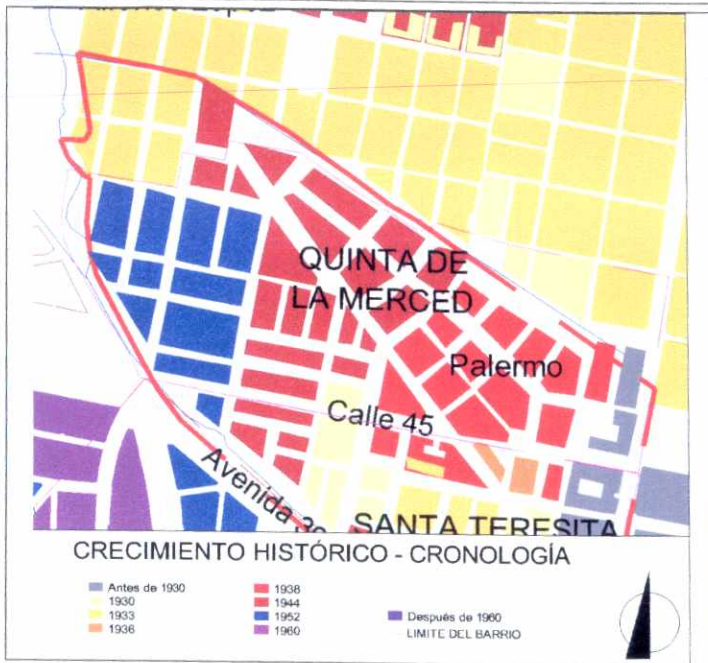 QUINTA DE
LA MERCED
Palermo
Calle 45
Avenida
SANTA TERESITA
CRECIMIENTO HISTÓRICO - CRONOLOGÍA
Antes de 1930
1930
1933
1936
1938
1944
1952
1960
Después de 1960
LIMITE DEL BARRIO